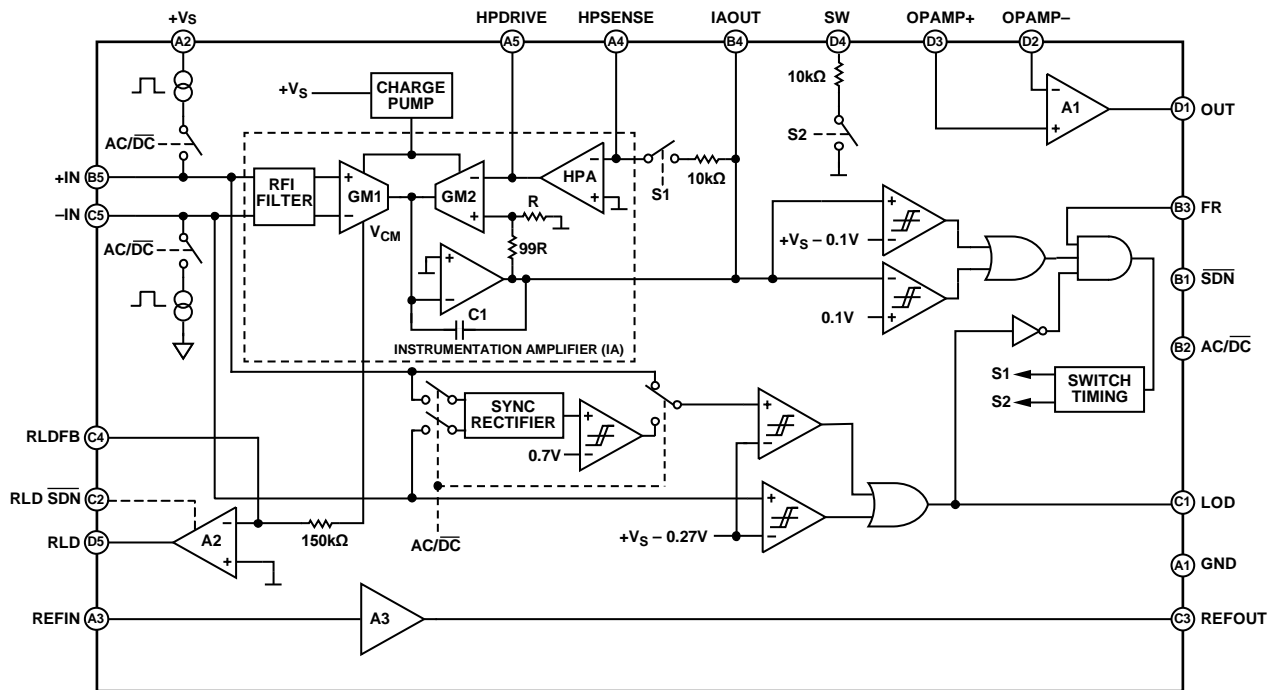 +VS
HPDRIVE
HPSENSE
IAOUT
SW
OPAMP+
OPAMP–
A2
A5
A4
B4
D4
D3
D2
10kΩ
+VS
CHARGE
PUMP
A1
D1
OUT
AC/DC
S2
+IN
B5
RFI
FILTER
GM1
GM2
HPA
S1
10kΩ
–IN
C5
VCM
R
99R
AC/DC
+VS – 0.1V
B3
FR
B1
SDN
C1
0.1V
INSTRUMENTATION AMPLIFIER (IA)
B2
AC/DC
S1
S2
SWITCH
TIMING
SYNC
RECTIFIER
0.7V
RLDFB
C4
RLD SDN
C2
C1
LOD
RLD
D5
A2
150kΩ
AC/DC
+VS – 0.27V
A1
GND
REFIN
A3
A3
C3
REFOUT